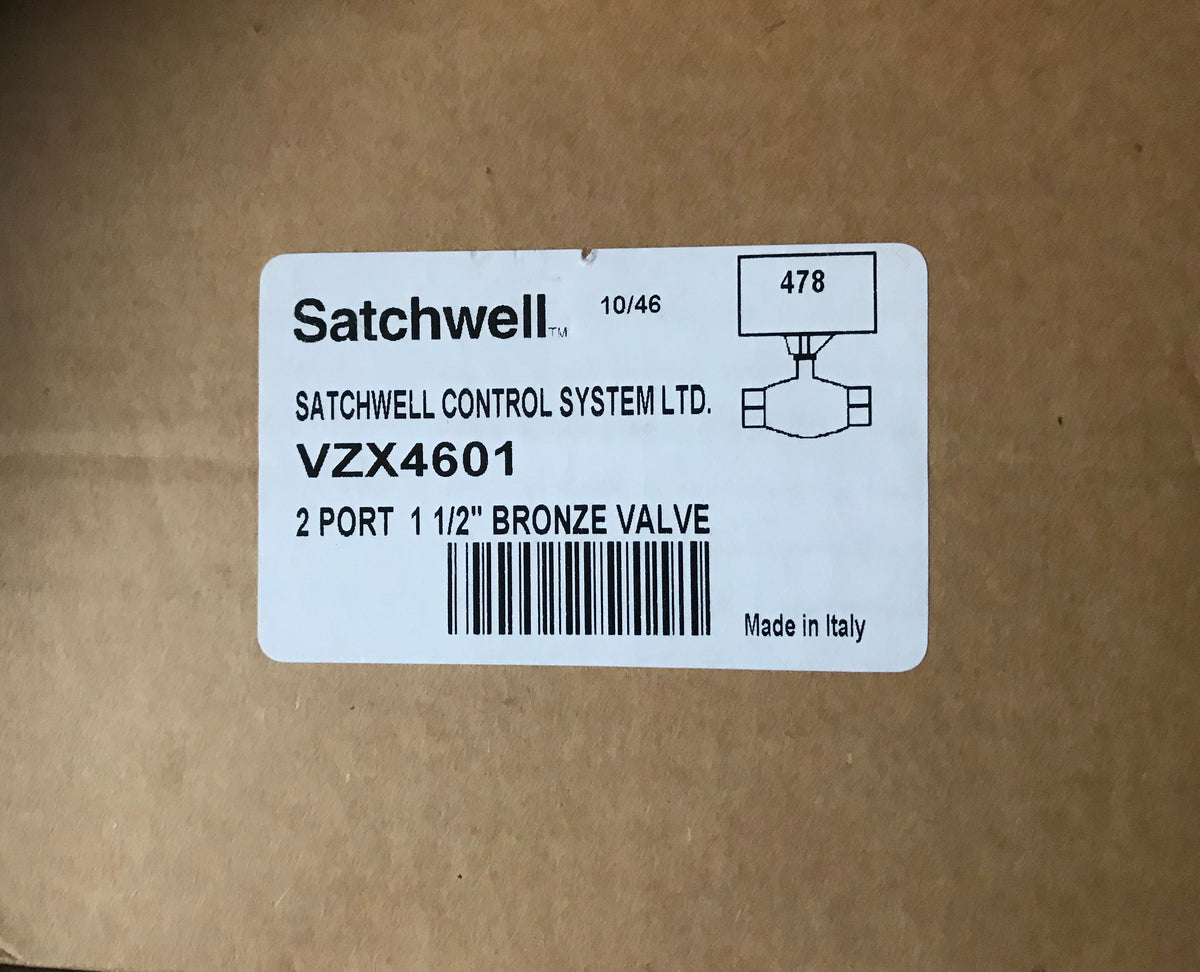 Satchwell™ 10/46
478
SATCHWELL CONTROL SYSTEM LTD.
VZX4601
2 PORT 1 1/2" BRONZE VALVE
Made in Italy